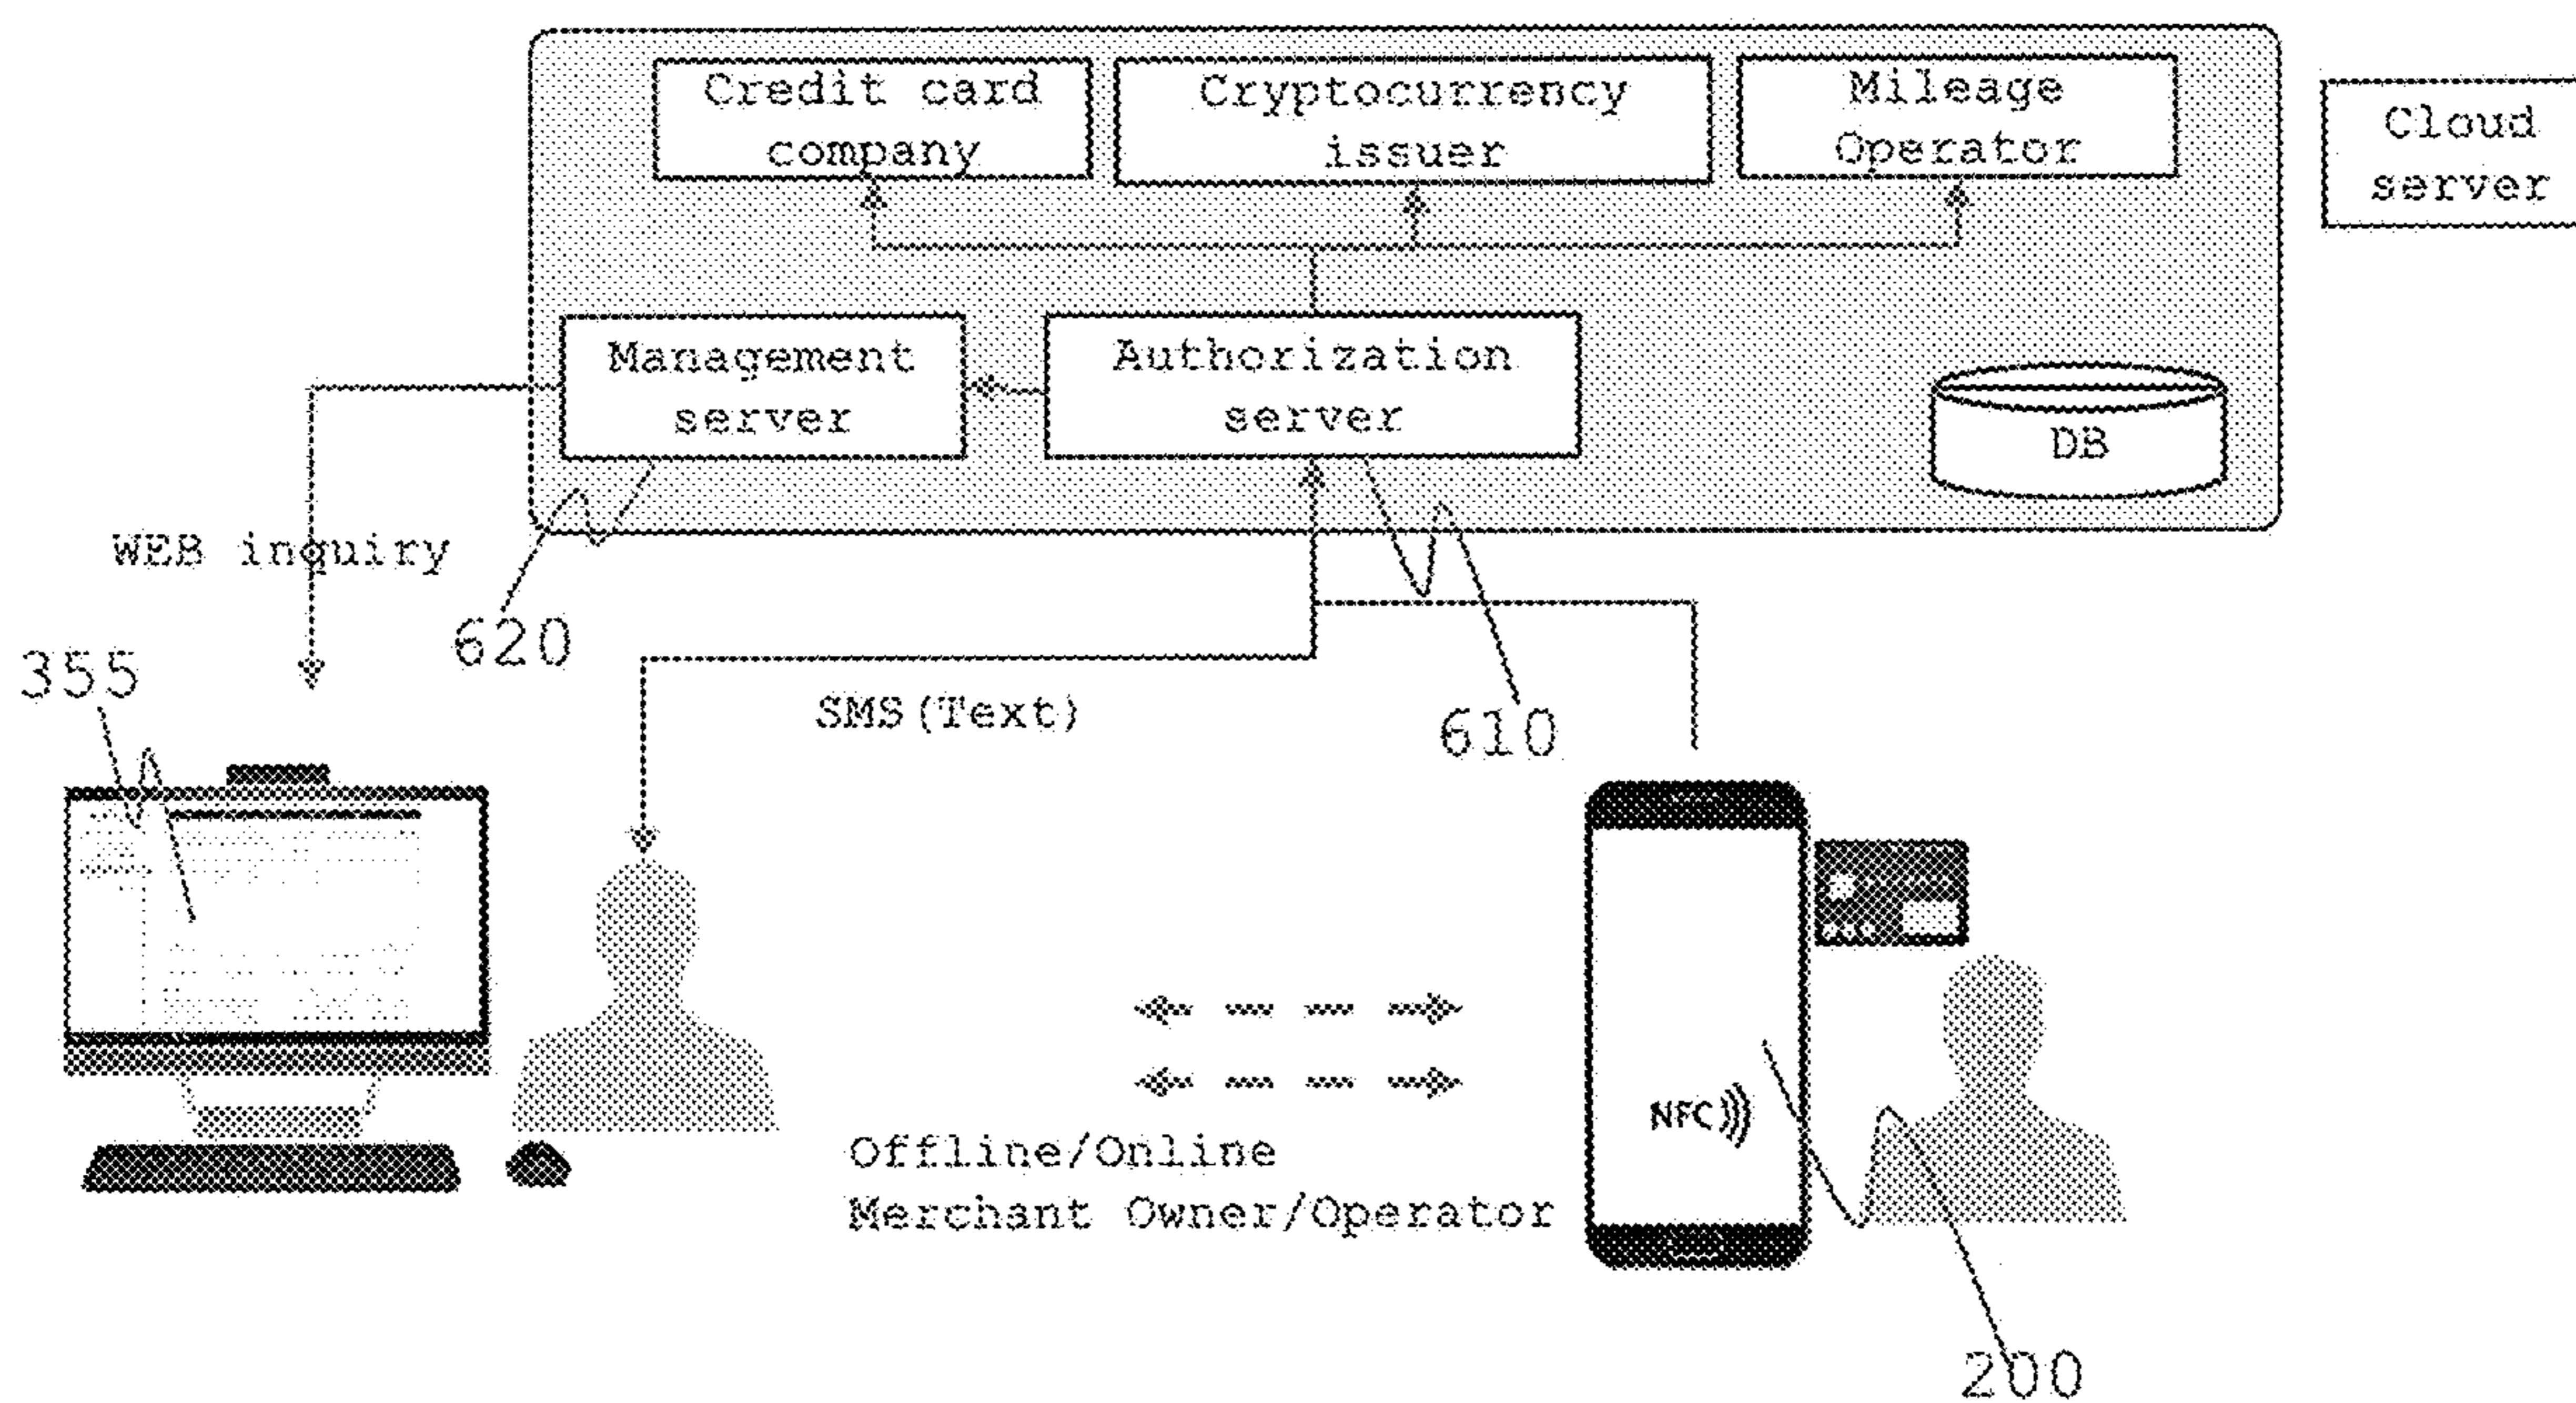 Credit card
company
Cryptocurrency
issuer
Mileage
Operator
Cloud
server
Management
server
Authorization
server
DB
WEB inquiry
620
355
SMS(Text)
610
NFC
Offline/Online
Merchant Owner/Operator
200